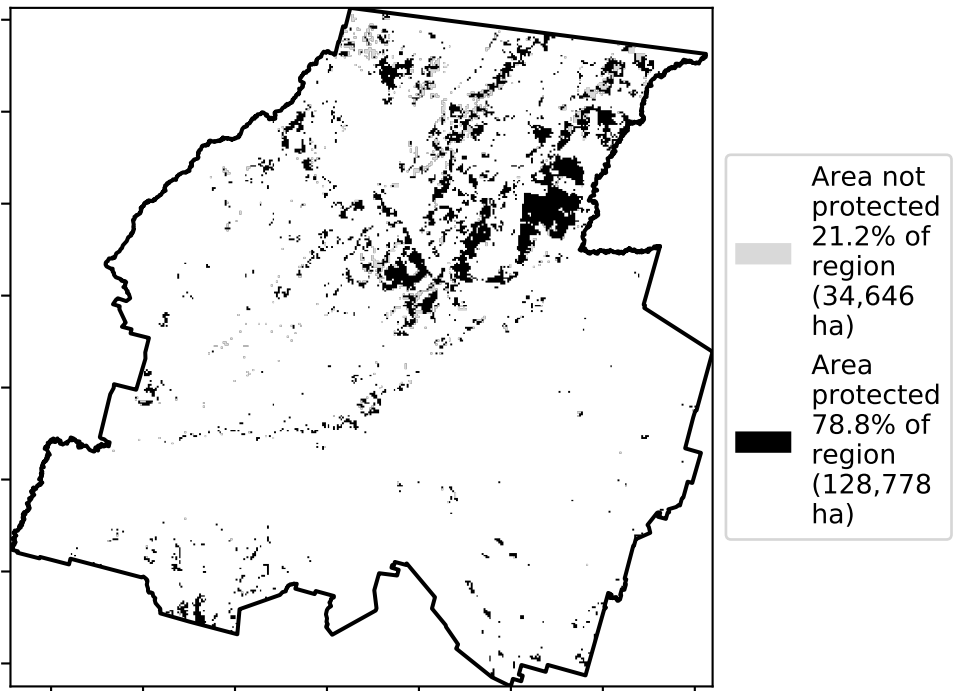 Area not
protected
21.2% of
region
(34,646
ha)
Area
protected
78.8% of
region
(128,778
ha)